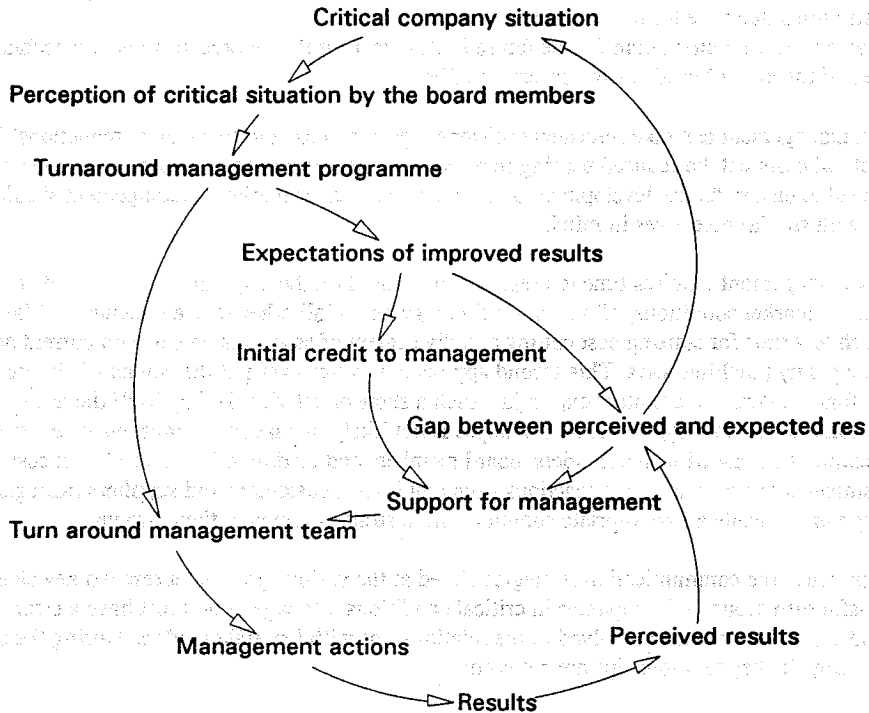 Critical company situation
Perception of critical situation by the board members
Turnaround management programme
Expectations of improved results
Initial credit to management
Gap between perceived and expected res
Support for management
Turn around management team
Perceived results
Management actions
Results